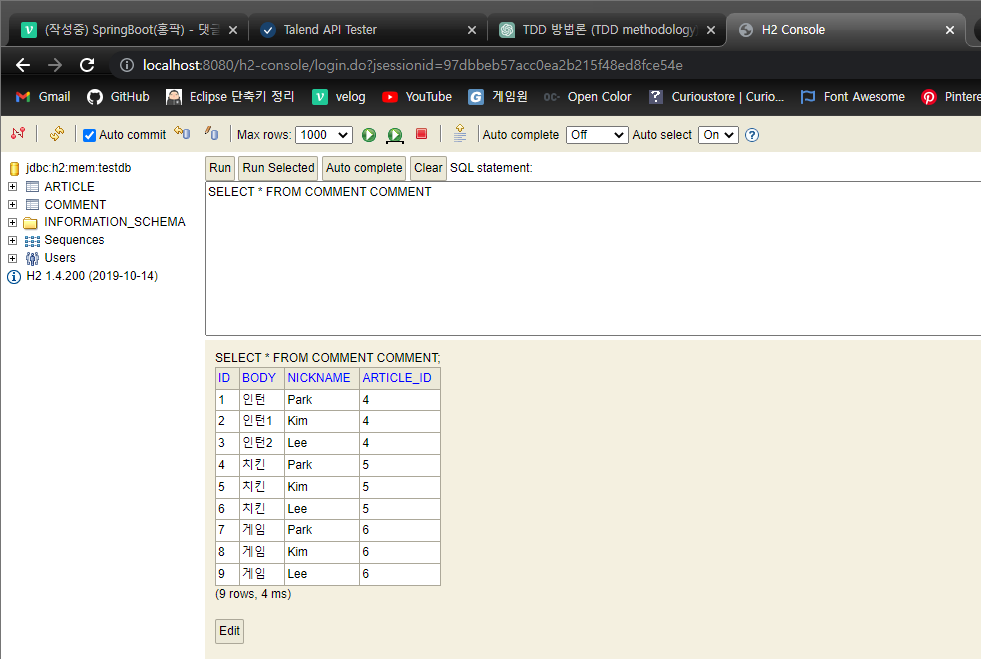 (작성중) SpringBoot(홍팍) - 댓글
Talend API Tester
TDD 방법론 (TDD methodology)
H2 Console
localhost:8080/h2-console/login.do?jsessionid=97dbbeb57acc0ea2b215f48ed8fce54e
Gmail
GitHub
Eclipse 단축키 정리
velog
YouTube
게임원
Open Color
Curioustore | Curio...
Font Awesome
Pintere
Auto commit
Max rows:
1000
Auto complete
Off
Auto select
On
jdbc:h2:mem:testdb
ARTICLE
COMMENT
INFORMATION_SCHEMA
Sequences
Users
H2 1.4.200 (2019-10-14)
Run
Run Selected
Auto complete
Clear
SQL statement:
SELECT * FROM COMMENT COMMENT
SELECT * FROM COMMENT COMMENT;
ID BODY NICKNAME ARTICLE_ID
1 인턴 Park 4
2 인턴1 Kim 4
3 인턴2 Lee 4
4 치킨 Park 5
5 치킨 Kim 5
6 치킨 Lee 5
7 게임 Park 6
8 게임 Kim 6
9 게임 Lee 6
(9 rows, 4 ms)
Edit